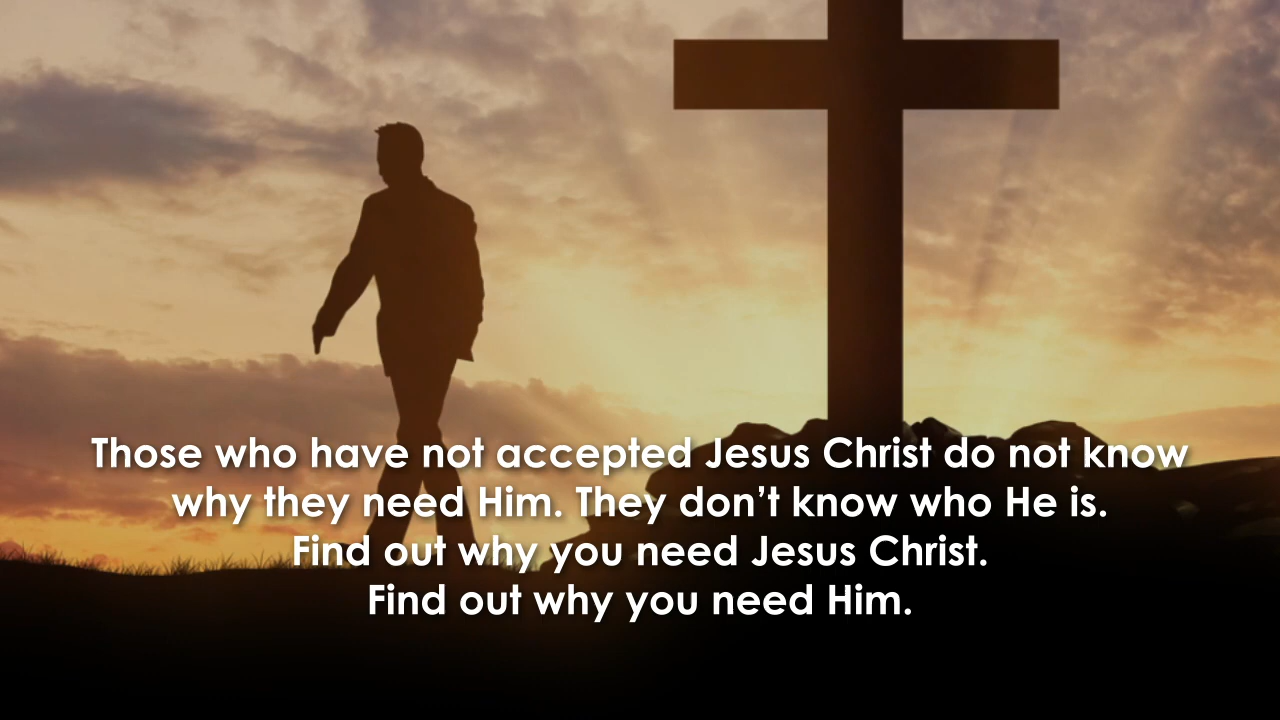 Those who have not accepted Jesus Christ do not know
why they need Him. They don’t know who He is.
Find out why you need Jesus Christ.
Find out why you need Him.